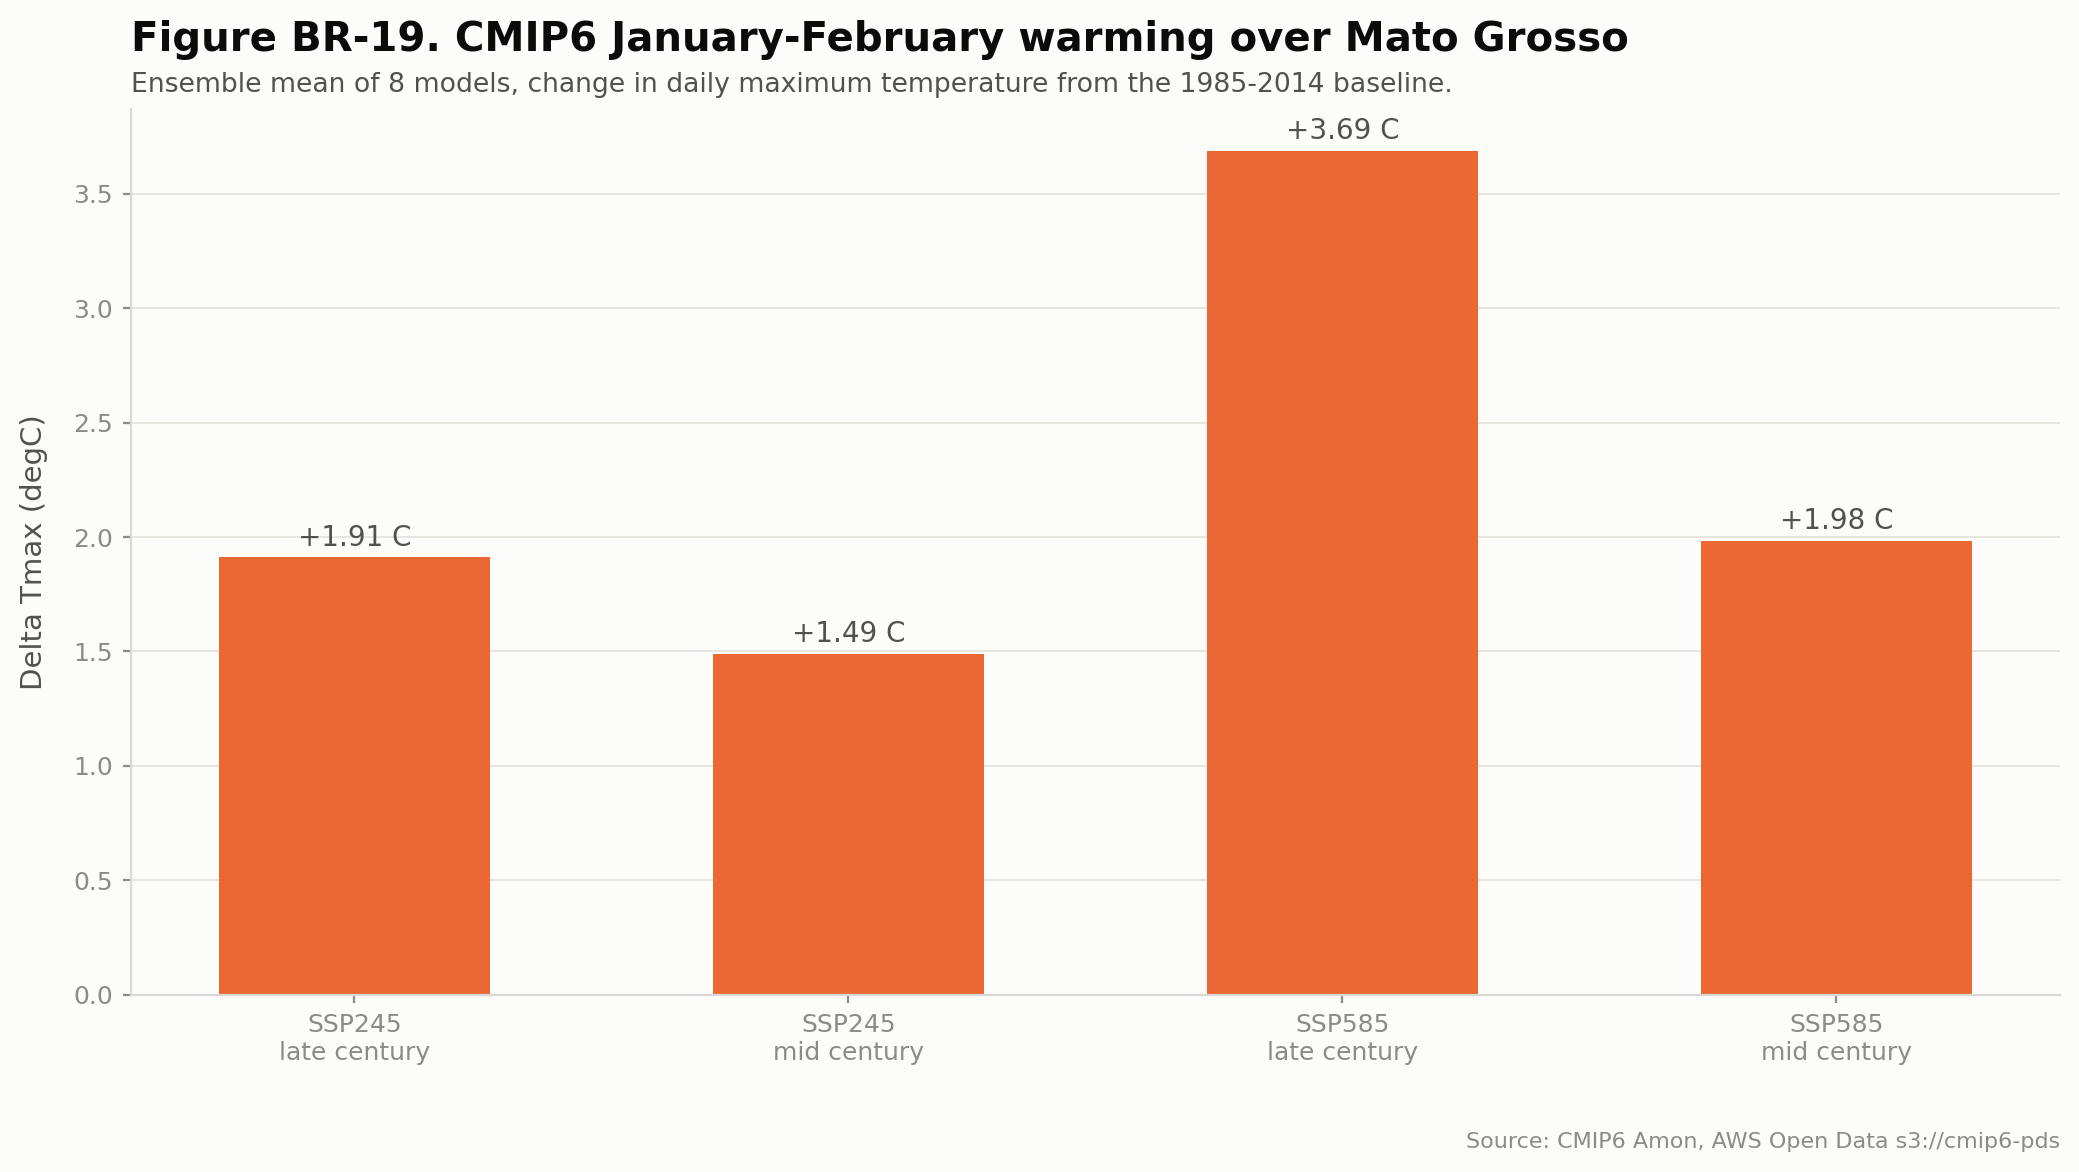 Figure BR-19. CMIP6 January-February warming over Mato Grosso
Ensemble mean of 8 models, change in daily maximum temperature from the 1985-2014 baseline.
Delta Tmax (degC)
3.5
3.0
2.5
2.0
1.5
1.0
0.5
0.0
+1.91 C
+1.49 C
+3.69 C
+1.98 C
SSP245
late century
SSP245
mid century
SSP585
late century
SSP585
mid century
Source: CMIP6 Amon, AWS Open Data s3://cmip6-pds